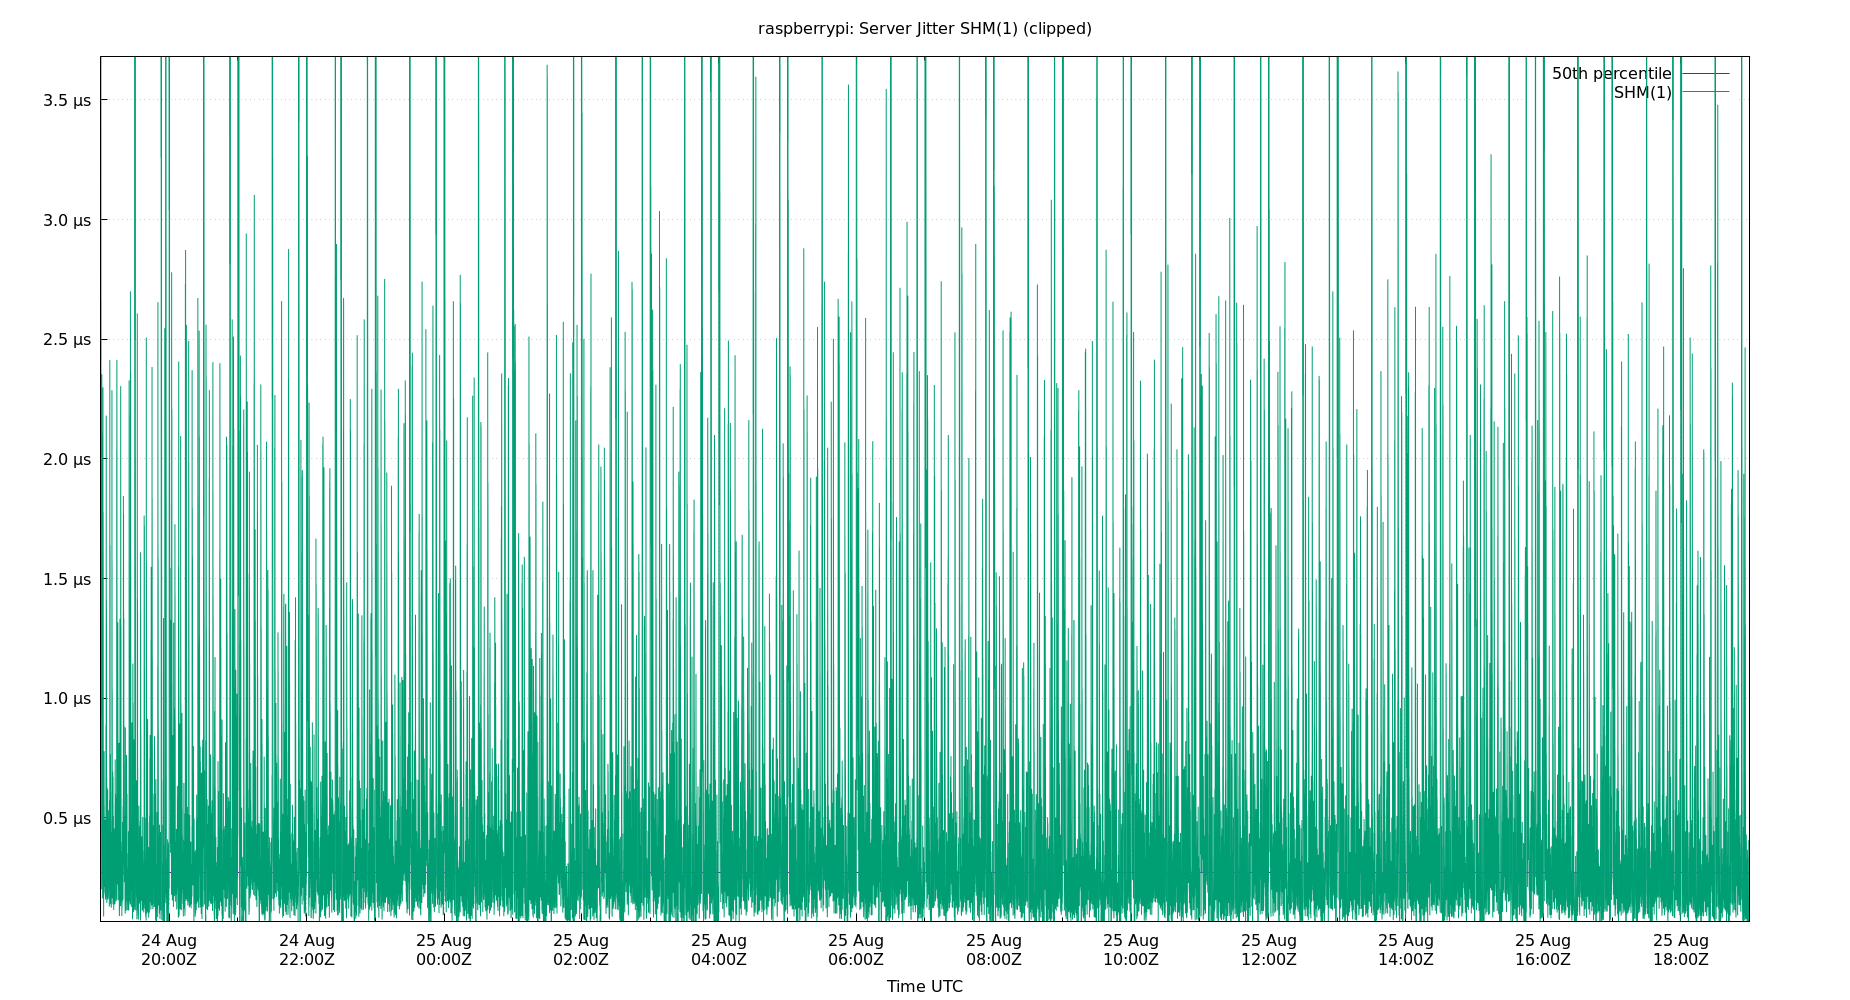 raspberrypi: Server Jitter SHM(1) (clipped)
50th percentile
SHM(1)
3.5 µs
3.0 µs
2.5 µs
2.0 µs
1.5 µs
1.0 µs
0.5 µs
24 Aug 24 Aug 25 Aug 25 Aug 25 Aug 25 Aug 25 Aug 25 Aug 25 Aug 25 Aug 25 Aug 25 Aug
20:00Z 22:00Z 00:00Z 02:00Z 04:00Z 06:00Z 08:00Z 10:00Z 12:00Z 14:00Z 16:00Z 18:00Z
Time UTC